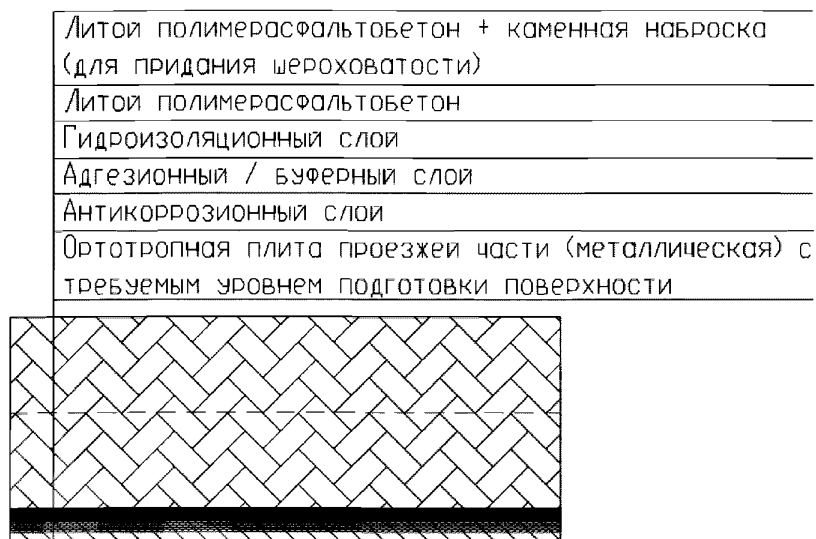 Литой полимерасфальтобетон + каменная наброска
(для придания шероховатости)
Литой полимерасфальтобетон
Гидроизоляционный слой
Адгезионный / буферный слой
Антикоррозионный слой
Ортотропная плита проезжей части (металлическая) с
требуемым уровнем подготовки поверхности